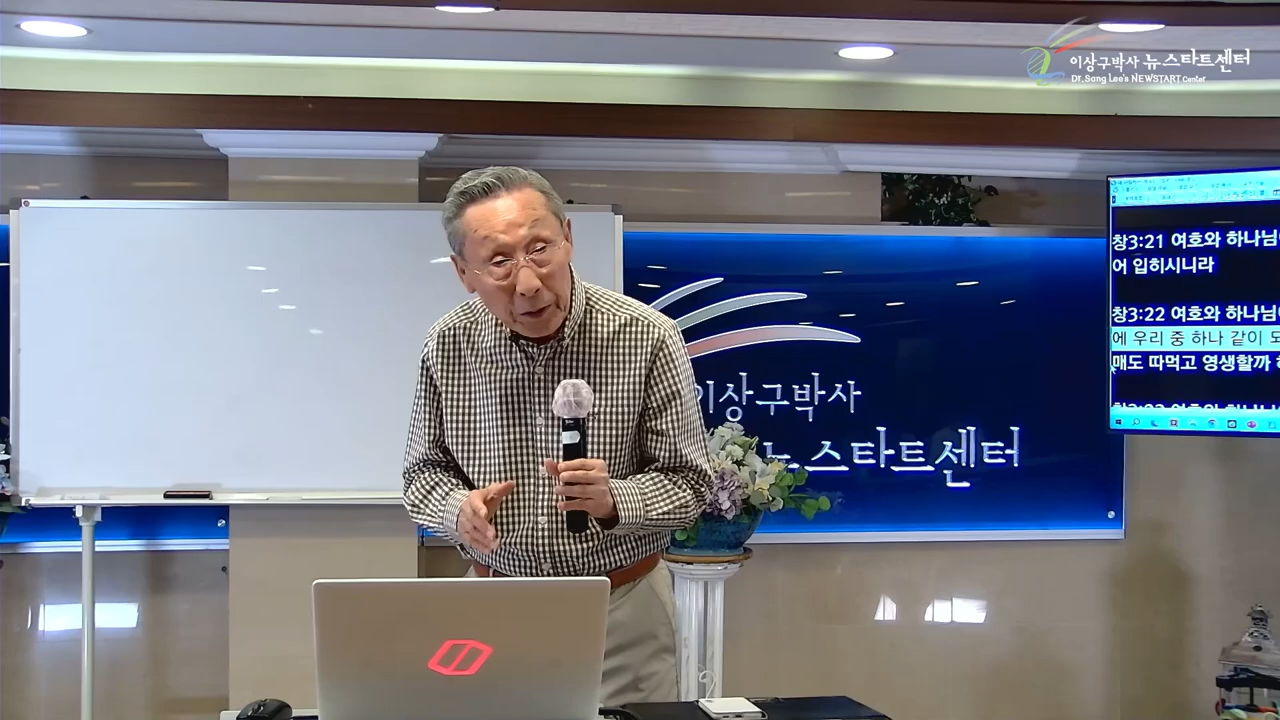 이상구박사 뉴스타트센터
Dr. Sang Lee's NEWSTART Center
창3:21 여호와 하나님
어 입히시니라
창3:22 여호와 하나님
에 우리 중 하나 같이
매도 따먹고 영생할까
이상구박사
뉴스타트센터